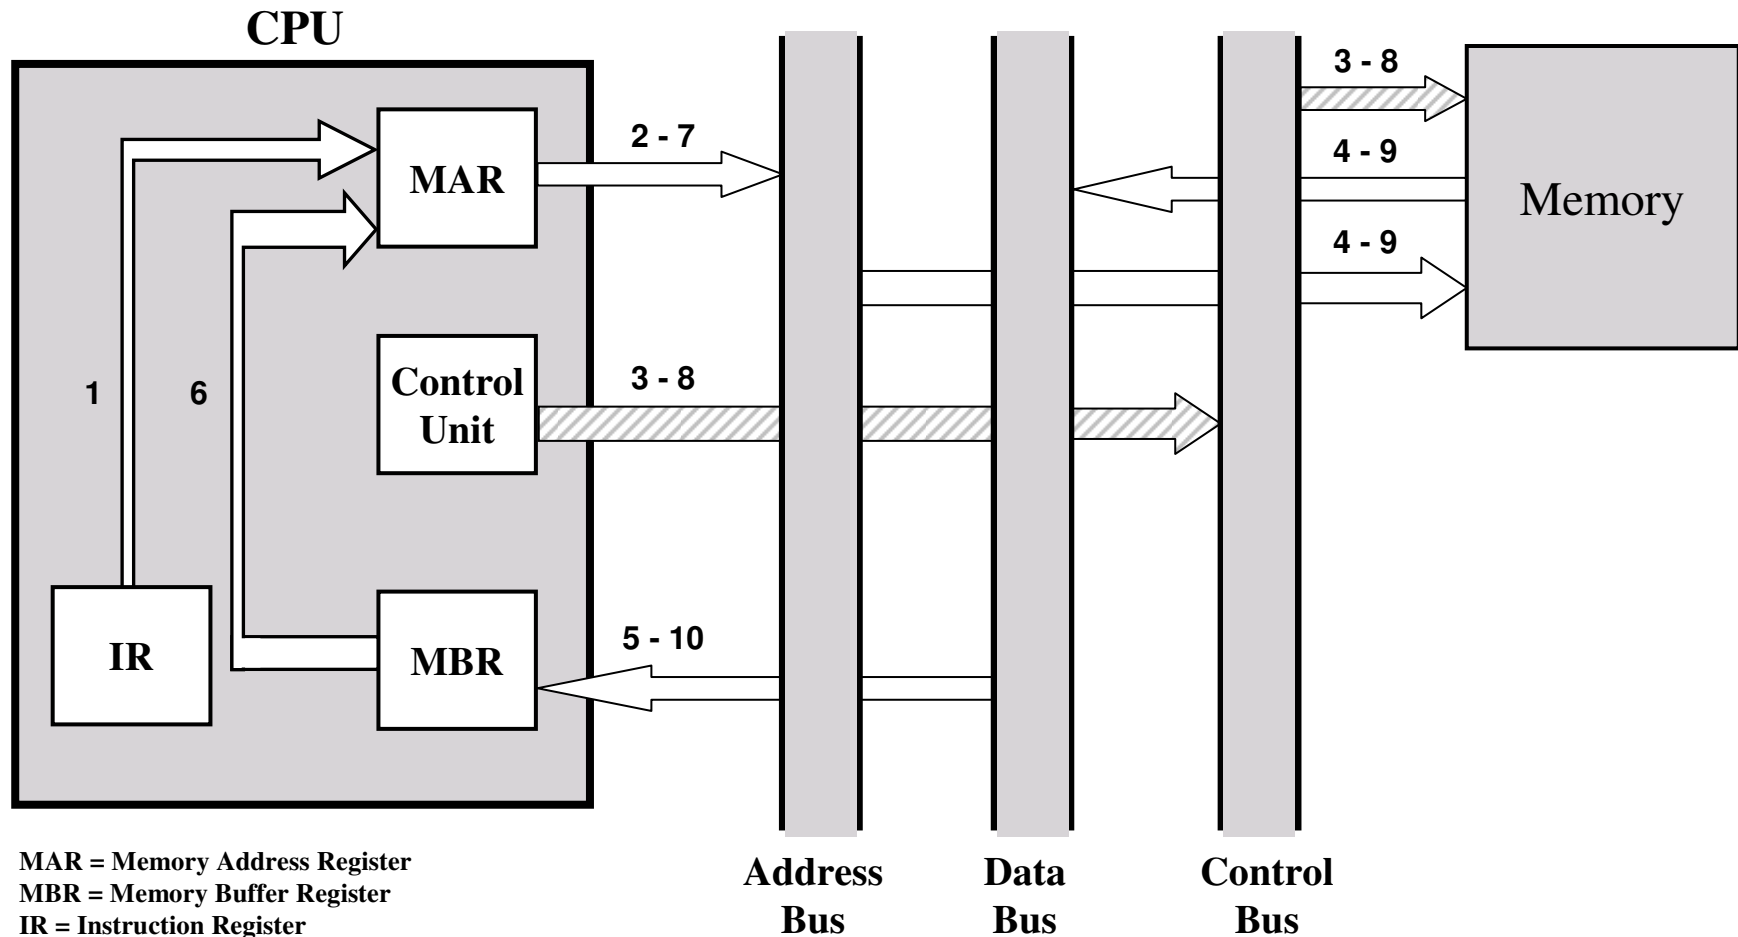 CPU
MAR
2 - 7
3 - 8
4 - 9
4 - 9
Memory
1
6
Control
Unit
3 - 8
IR
MBR
5 - 10
MAR = Memory Address Register
MBR = Memory Buffer Register
IR = Instruction Register
Address
Bus
Data
Bus
Control
Bus